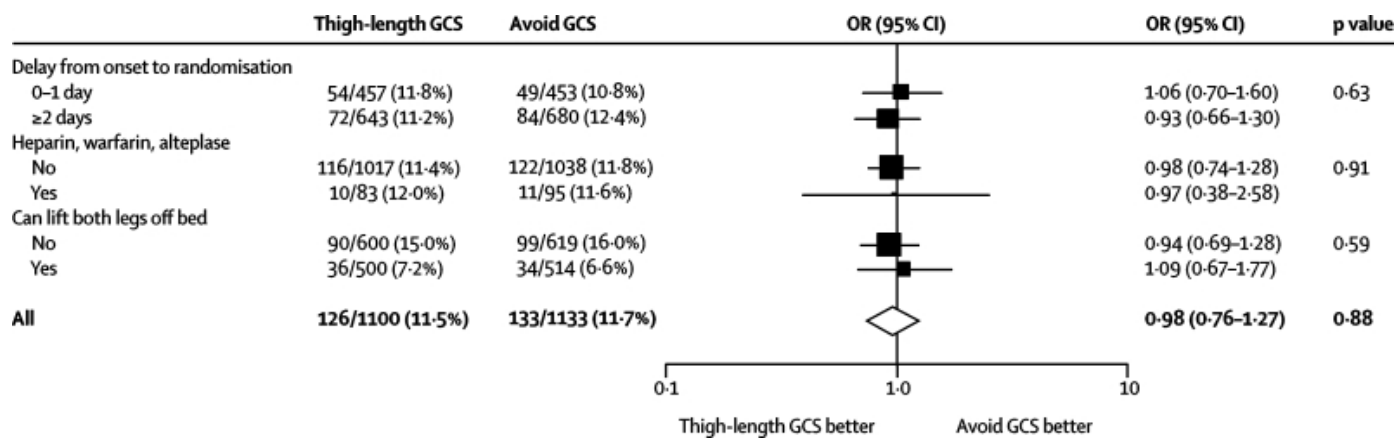 Thigh-length GCS Avoid GCS OR (95% CI) OR (95% CI) p value
Delay from onset to randomisation
0–1 day 54/457 (11·8%) 49/453 (10·8%) 1·06 (0·70–1·60) 0·63
≥2 days 72/643 (11·2%) 84/680 (12·4%) 0·93 (0·66–1·30)
Heparin, warfarin, alteplase
No 116/1017 (11·4%) 122/1038 (11·8%) 0·98 (0·74–1·28) 0·91
Yes 10/83 (12·0%) 11/95 (11·6%) 0·97 (0·38–2·58)
Can lift both legs off bed
No 90/600 (15·0%) 99/619 (16·0%) 0·94 (0·69–1·28) 0·59
Yes 36/500 (7·2%) 34/514 (6·6%) 1·09 (0·67–1·77)
All 126/1100 (11·5%) 133/1133 (11·7%) 0·98 (0·76–1·27) 0·88
0·1 1·0 10
Thigh-length GCS better Avoid GCS better